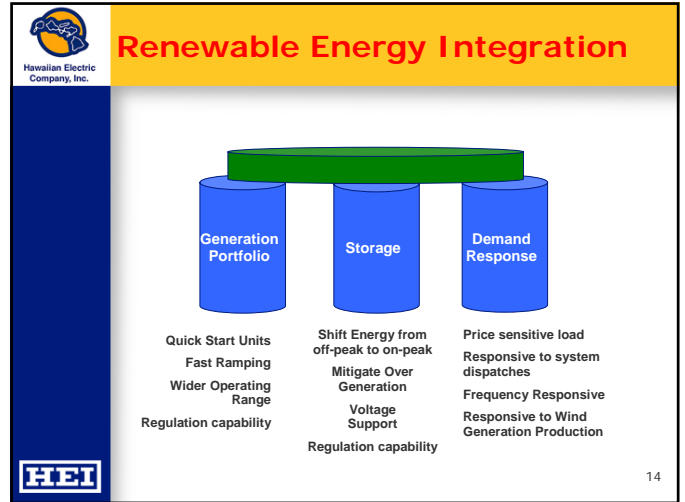 Renewable Energy Integration
Hawaiian Electric
Company, Inc.
Generation
Portfolio
Storage
Demand
Response
Quick Start Units
Fast Ramping
Wider Operating
Range
Regulation capability
Shift Energy from
off-peak to on-peak
Mitigate Over
Generation
Voltage
Support
Regulation capability
Price sensitive load
Responsive to system
dispatches
Frequency Responsive
Responsive to Wind
Generation Production
HEI
14